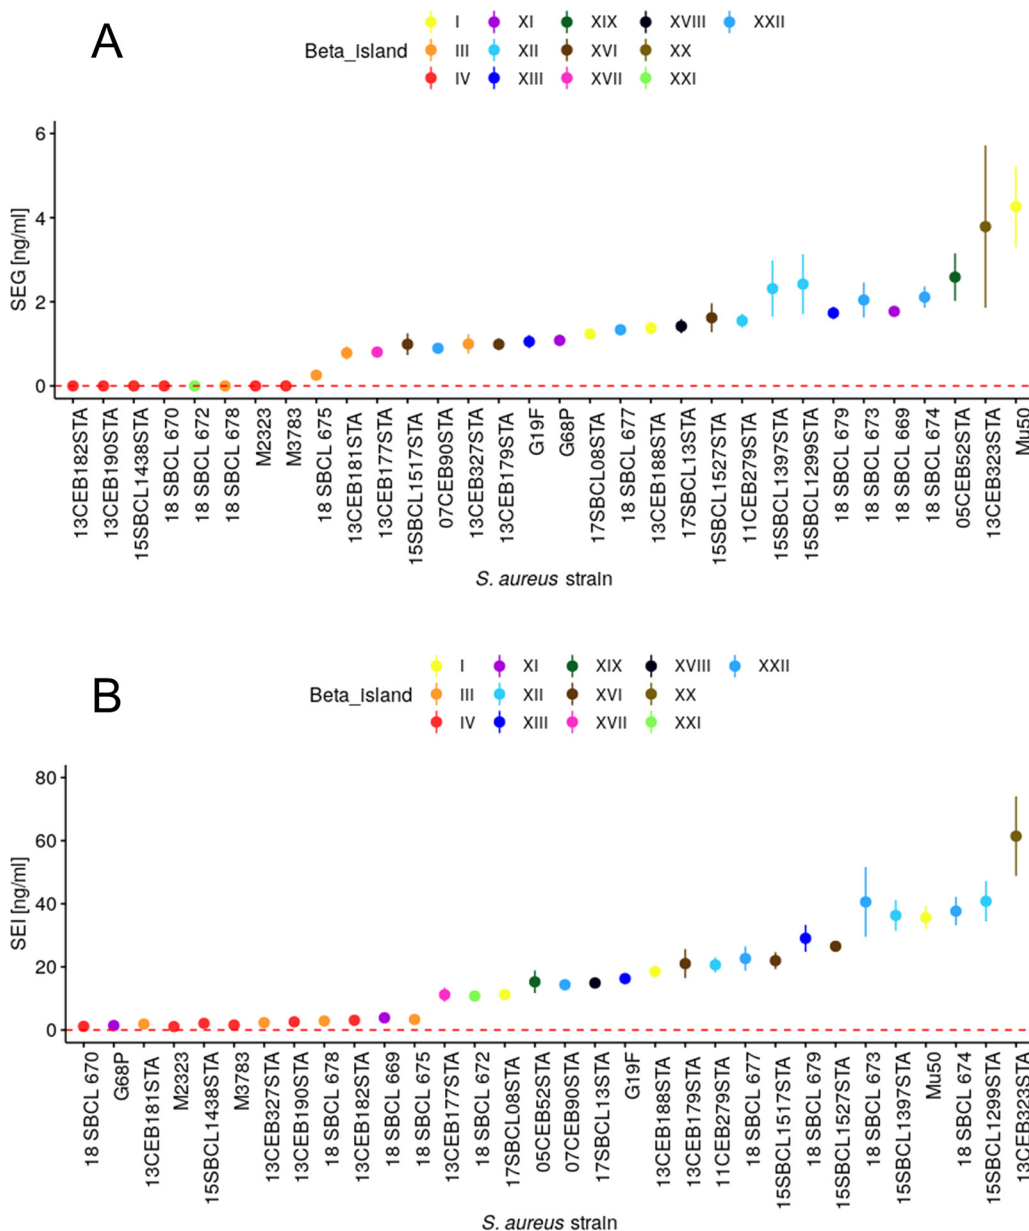 A
Beta_island
I
XI
XIX
XVIII
XXII
III
XII
XVI
XX
IV
XIII
XVII
XXI
SEG [ng/ml]
6
4
2
0
13CEB182STA
13CEB190STA
15SBCL1438STA
18 SBCL 670
18 SBCL 672
18 SBCL 678
M2323
M3783
18 SBCL 675
13CEB181STA
13CEB177STA
15SBCL1517STA
07CEB90STA
13CEB327STA
13CEB179STA
G19F
G68P
17SBCL08STA
18 SBCL 677
13CEB188STA
17SBCL13STA
15SBCL1527STA
11CEB279STA
15SBCL1397STA
15SBCL1299STA
18 SBCL 679
18 SBCL 673
18 SBCL 669
18 SBCL 674
05CEB52STA
13CEB323STA
Mu50
S. aureus strain
B
Beta_island
I
XI
XIX
XVIII
XXII
III
XII
XVI
XX
IV
XIII
XVII
XXI
SEI [ng/ml]
80
60
40
20
0
18 SBCL 670
G68P
13CEB181STA
M2323
15SBCL1438STA
M3783
13CEB327STA
13CEB190STA
18 SBCL 678
13CEB182STA
18 SBCL 669
18 SBCL 675
13CEB177STA
18 SBCL 672
17SBCL08STA
05CEB52STA
07CEB90STA
17SBCL13STA
G19F
13CEB188STA
13CEB179STA
11CEB279STA
18 SBCL 677
15SBCL1517STA
18 SBCL 679
15SBCL1527STA
18 SBCL 673
15SBCL1397STA
Mu50
18 SBCL 674
15SBCL1299STA
13CEB323STA
S. aureus strain